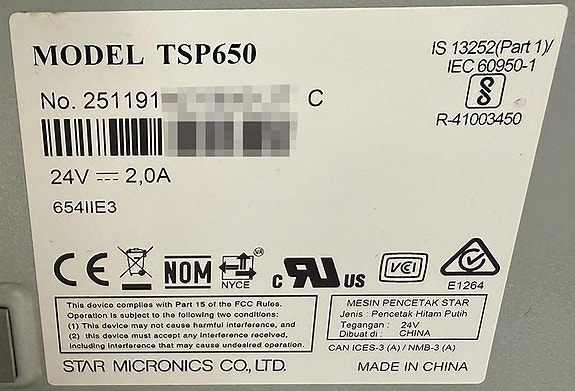 MODEL TSP650
IS 13252(Part 1)/
IEC 60950-1
R-41003450
No. 251191 C
24V 2,0A
654IIE3
CE
NOM
NYCE
c RU US
VCI
E1264
This device complies with Part 15 of the FCC Rules.
Operation is subject to the following two conditions:
(1) This device may not cause harmful interference, and
(2) this device must accept any interference received,
including interference that may cause undesired operation.
MESIN PENCETAK STAR
Jenis : Pencetak Hitam Putih
Tegangan : 24V
Dibuat di : CHINA
CAN ICES-3 (A) / NMB-3 (A)
STAR MICRONICS CO., LTD.
MADE IN CHINA